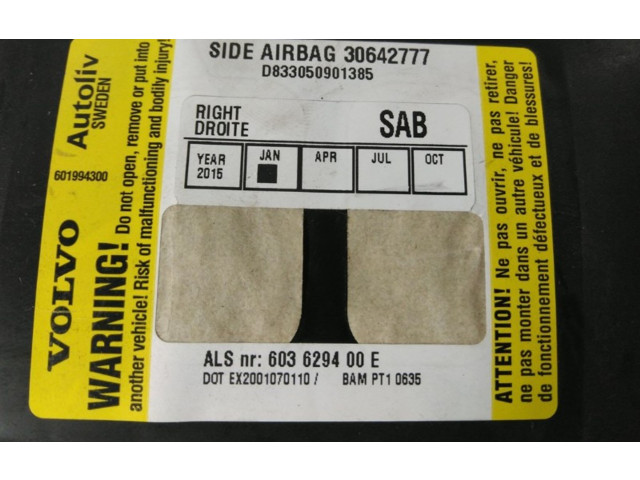 SIDE AIRBAG 30642777
D833050901385
RIGHT
DROITE
SAB
YEAR
2015
JAN
APR
JUL
OCT
ALS nr: 603 6294 00 E
DOT EX2001070110 / BAM PT1 0635
Autoliv
SWEDEN
601994300
VOLVO
WARNING! Do not open, remove or put into
another vehicle! Risk of malfunctioning and bodily injury!
ATTENTION! Ne pas ouvrir, ne pas retirer,
ne pas monter dans un autre véhicule! Danger
de fonctionnement défectueux et de blessures!